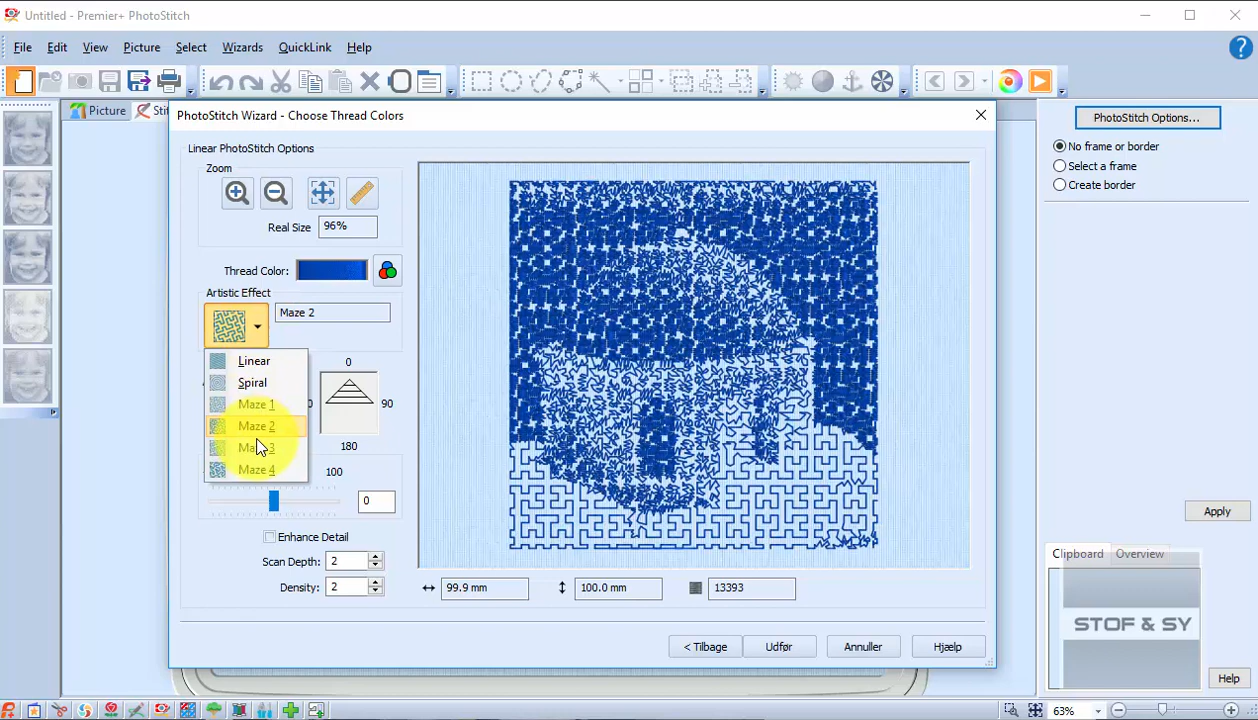 Untitled - Premier+ PhotoStitch
File Edit View Picture Select Wizards QuickLink Help
Picture
PhotoStitch Wizard - Choose Thread Colors
Linear PhotoStitch Options
Zoom
Real Size 96%
Thread Color:
Artistic Effect
Maze 2
Linear
Spiral
Maze 1
Maze 2
Maze 4
0
90
180
100
0
Enhance Detail
Scan Depth: 2
Density: 2
99.9 mm
100.0 mm
13393
< Tilbage
Udfør
Annuller
Hjælp
PhotoStitch Options...
No frame or border
Select a frame
Create border
Apply
Clipboard Overview
STOF & SY
Help
63%